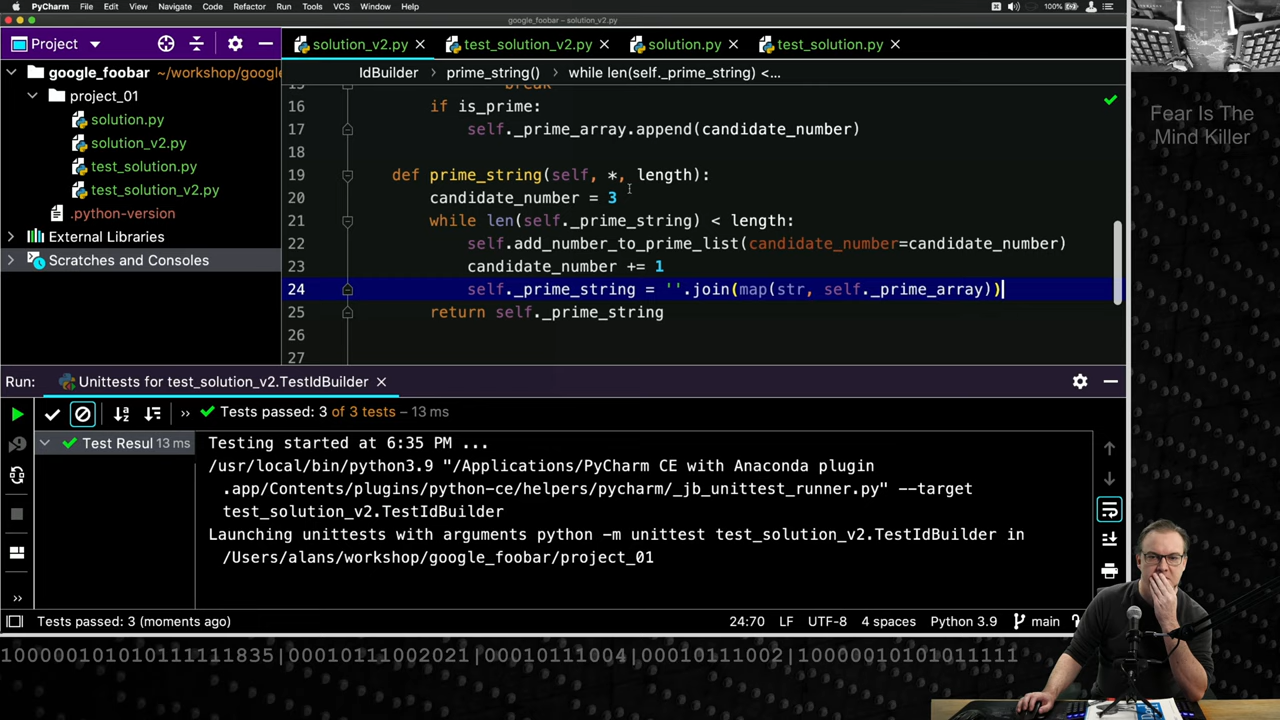 PyCharm File Edit View Navigate Code Refactor Run Tools VCS Window Help 100%
google_foobar – solution_v2.py
Project
solution_v2.py test_solution_v2.py solution.py test_solution.py
IdBuilder prime_string() while len(self._prime_string) <...
google_foobar ~/workshop/google
project_01
solution.py
solution_v2.py
test_solution.py
test_solution_v2.py
.python-version
External Libraries
Scratches and Consoles
15 break
16 if is_prime:
17 self._prime_array.append(candidate_number)
18
19 def prime_string(self, *, length):
20 candidate_number = 3
21 while len(self._prime_string) < length:
22 self.add_number_to_prime_list(candidate_number=candidate_number)
23 candidate_number += 1
24 self._prime_string = ''.join(map(str, self._prime_array))
25 return self._prime_string
26
27
Fear Is The
Mind Killer
Run: Unittests for test_solution_v2.TestIdBuilder
Tests passed: 3 of 3 tests – 13 ms
Test Resul 13 ms
Testing started at 6:35 PM ...
/usr/local/bin/python3.9 "/Applications/PyCharm CE with Anaconda plugin
.app/Contents/plugins/python-ce/helpers/pycharm/_jb_unittest_runner.py" --target
test_solution_v2.TestIdBuilder
Launching unittests with arguments python -m unittest test_solution_v2.TestIdBuilder in
/Users/alans/workshop/google_foobar/project_01
Tests passed: 3 (moments ago) 24:70 LF UTF-8 4 spaces Python 3.9 main
100000101010111111835|00010111002021|00010111004|00010111002|100000101010111111